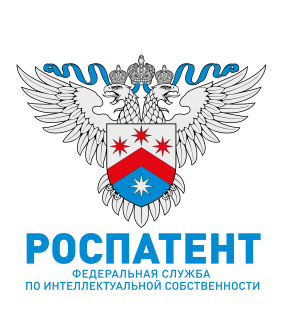 РОСПАТЕНТ
ФЕДЕРАЛЬНАЯ СЛУЖБА
ПО ИНТЕЛЛЕКТУАЛЬНОЙ СОБСТВЕННОСТИ